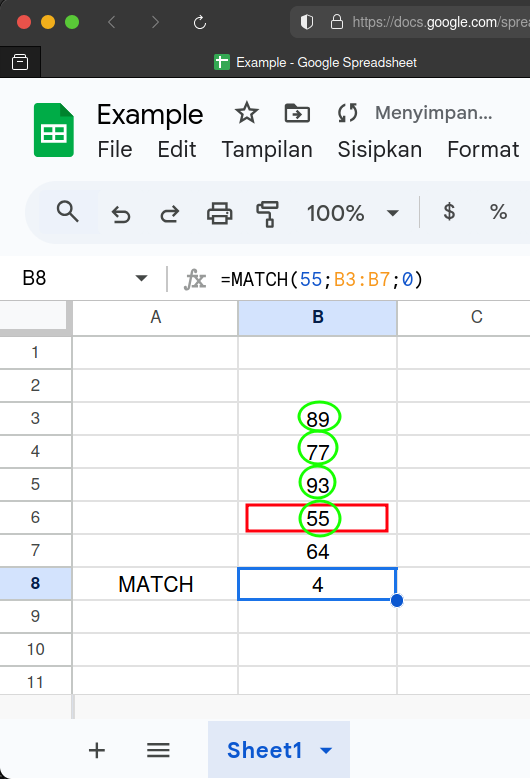 https://docs.google.com/sprea
Example - Google Spreadsheet
Example
Menyimpan...
File Edit Tampilan Sisipkan Format
100% $ %
B8 fx =MATCH(55;B3:B7;0)
A B C
1
2
3 89
4 77
5 93
6 55
7 64
8 MATCH 4
9
10
11
Sheet1